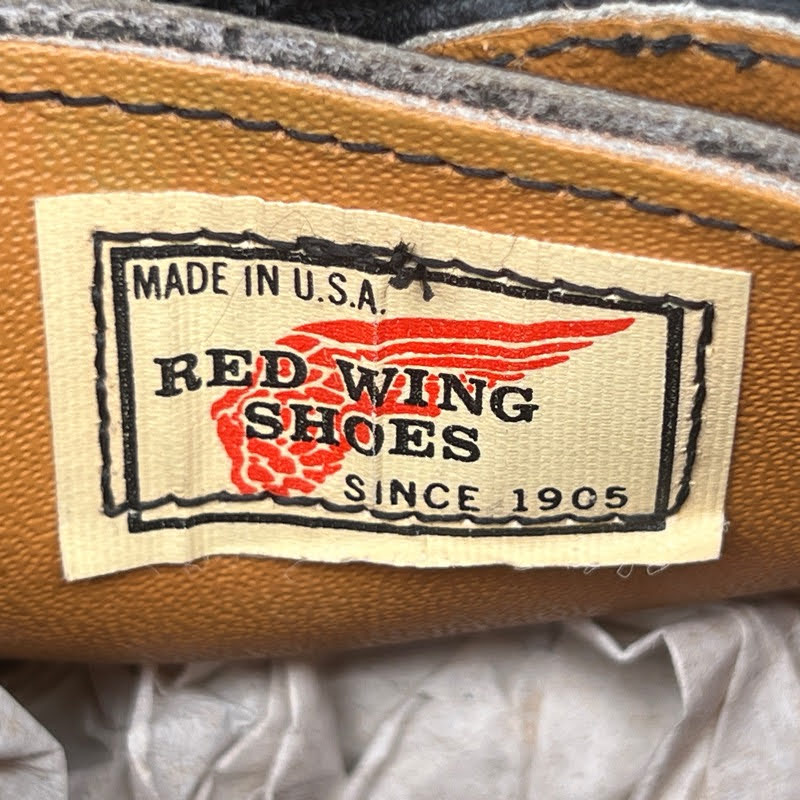 MADE IN U.S.A.
RED WING
SHOES
SINCE 1905